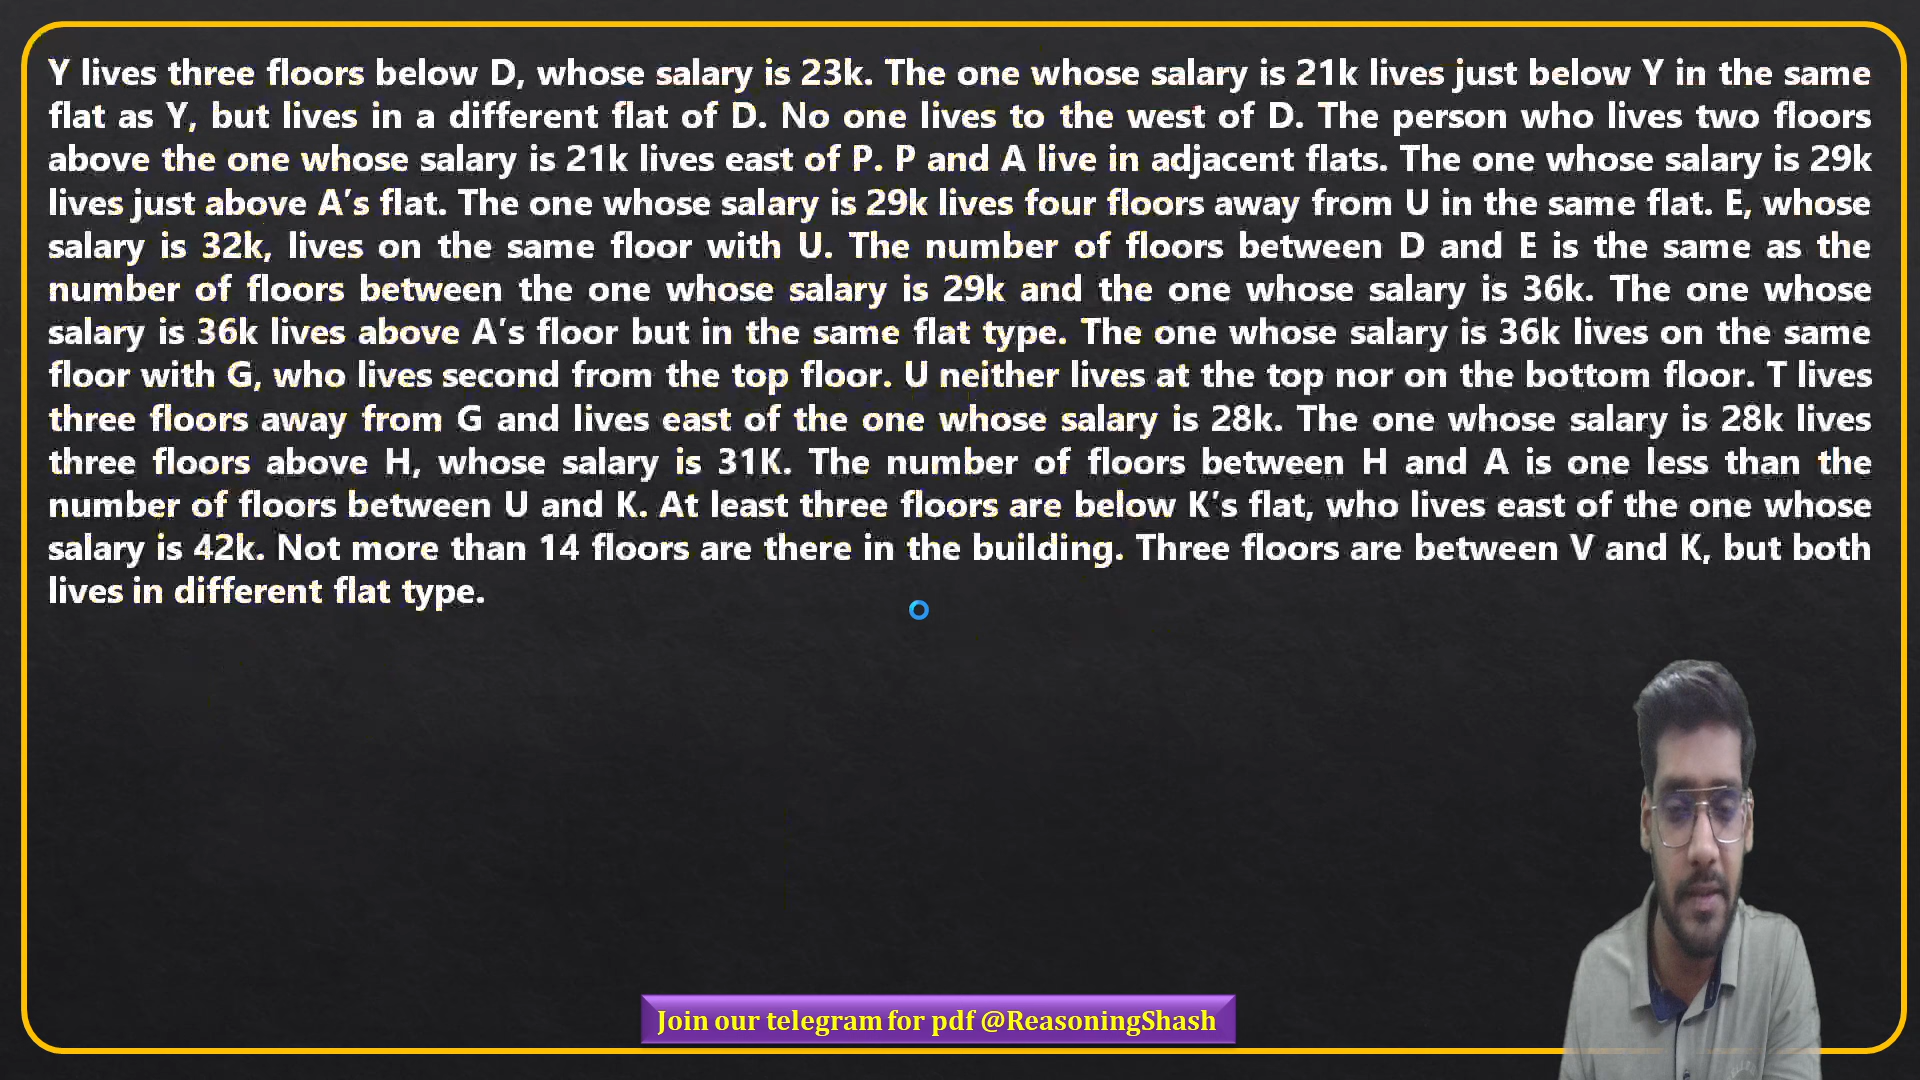 Y lives three floors below D, whose salary is 23k. The one whose salary is 21k lives just below Y in the same
flat as Y, but lives in a different flat of D. No one lives to the west of D. The person who lives two floors
above the one whose salary is 21k lives east of P. P and A live in adjacent flats. The one whose salary is 29k
lives just above A’s flat. The one whose salary is 29k lives four floors away from U in the same flat. E, whose
salary is 32k, lives on the same floor with U. The number of floors between D and E is the same as the
number of floors between the one whose salary is 29k and the one whose salary is 36k. The one whose
salary is 36k lives above A’s floor but in the same flat type. The one whose salary is 36k lives on the same
floor with G, who lives second from the top floor. U neither lives at the top nor on the bottom floor. T lives
three floors away from G and lives east of the one whose salary is 28k. The one whose salary is 28k lives
three floors above H, whose salary is 31K. The number of floors between H and A is one less than the
number of floors between U and K. At least three floors are below K’s flat, who lives east of the one whose
salary is 42k. Not more than 14 floors are there in the building. Three floors are between V and K, but both
lives in different flat type.
Join our telegram for pdf @ReasoningShash